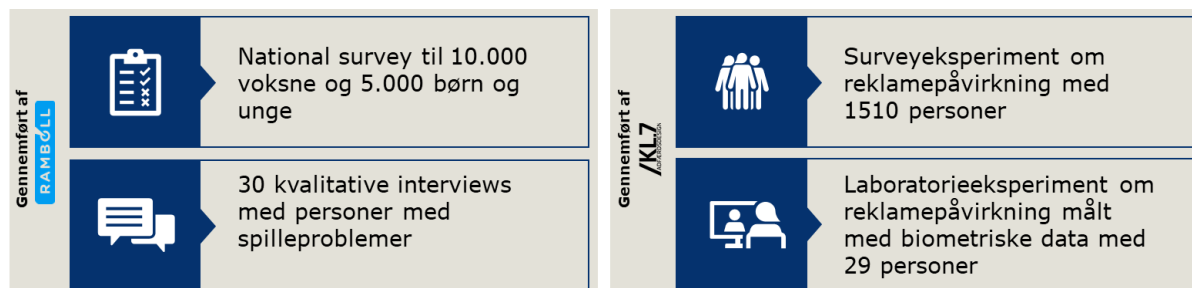 Gennemført af
RAMBOLL
National survey til 10.000
voksne og 5.000 børn og
unge
30 kvalitative interviews
med personer med
spilleproblemer
Gennemført af
/KL.7
ADFÆRDSDESIGN
Surveyeksperiment om
reklamepåvirkning med
1510 personer
Laboratorieeksperiment om
reklamepåvirkning målt
med biometriske data med
29 personer